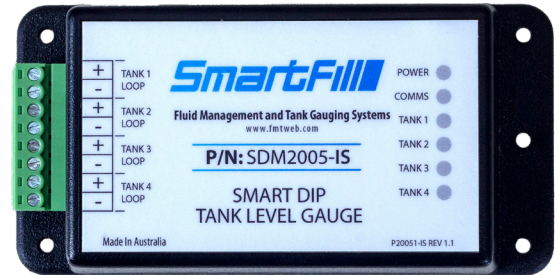 + TANK 1
- LOOP
+ TANK 2
- LOOP
+ TANK 3
- LOOP
+ TANK 4
- LOOP
SmartFill
Fluid Management and Tank Gauging Systems
www.fmtweb.com
P/N: SDM2005-IS
SMART DIP
TANK LEVEL GAUGE
POWER
COMMS
TANK 1
TANK 2
TANK 3
TANK 4
Made In Australia
P20051-IS REV 1.1